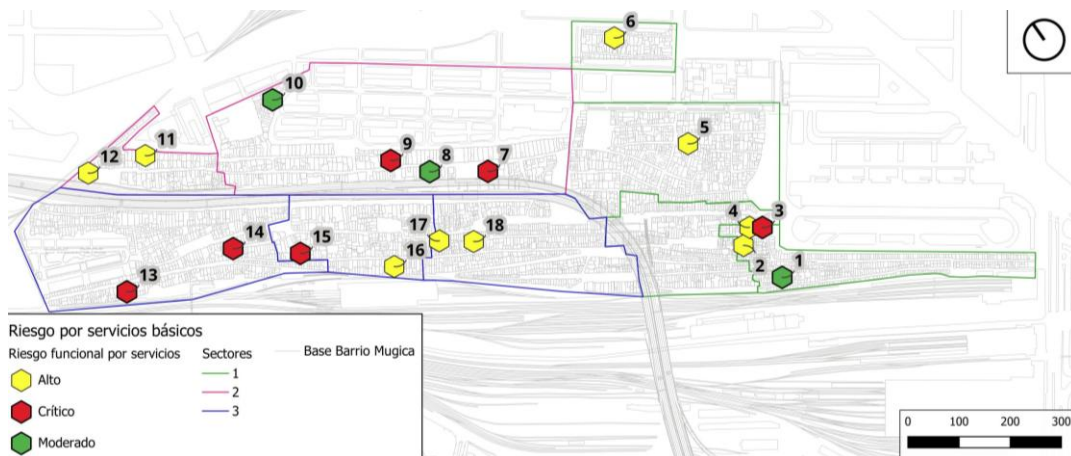 6
10
5
12
11
9
8
7
4
3
17
18
14
15
16
2
1
13
Riesgo por servicios básicos
Riesgo funcional por servicios
Alto
Crítico
Moderado
Sectores
1
2
3
Base Barrio Mugica
0 100 200 300